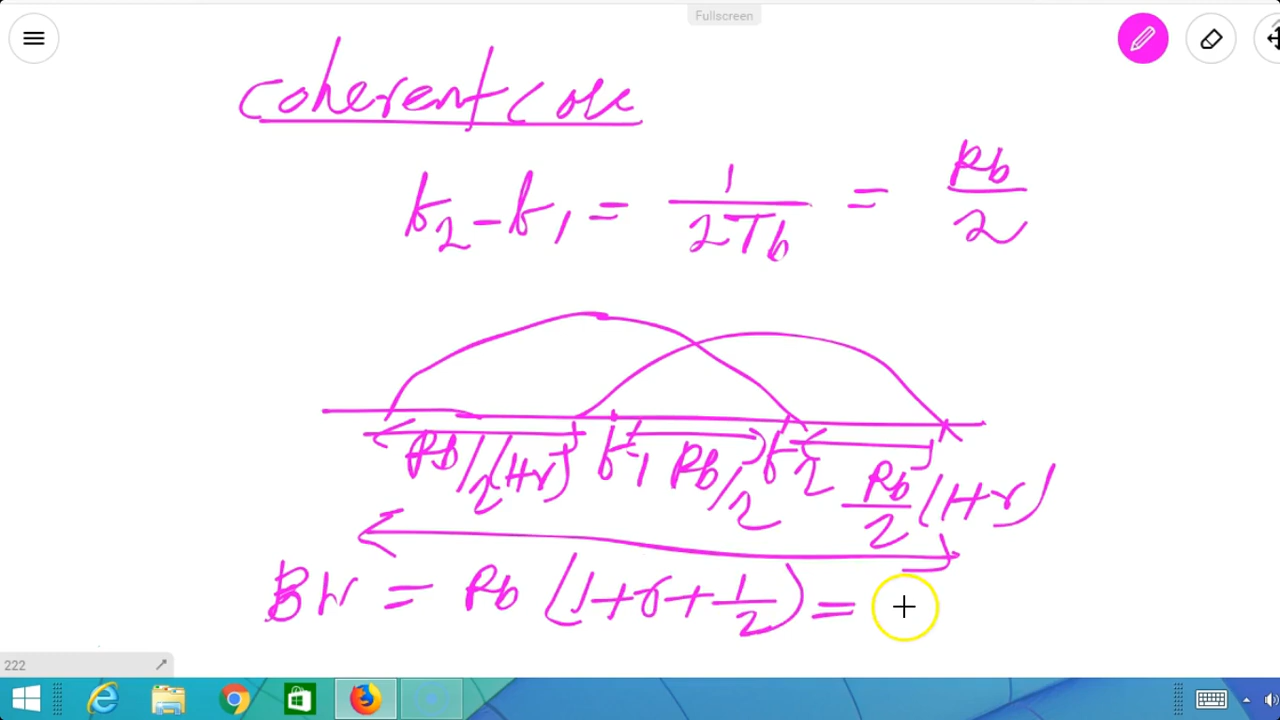 Fullscreen
Coherent Case
f2 - f1 = 1/2Tb = Rb/2
Rb/2(1+r) f1 Rb/2 f2 Rb/2 (1+r)
BW = Rb (1+r+1/2) =
222